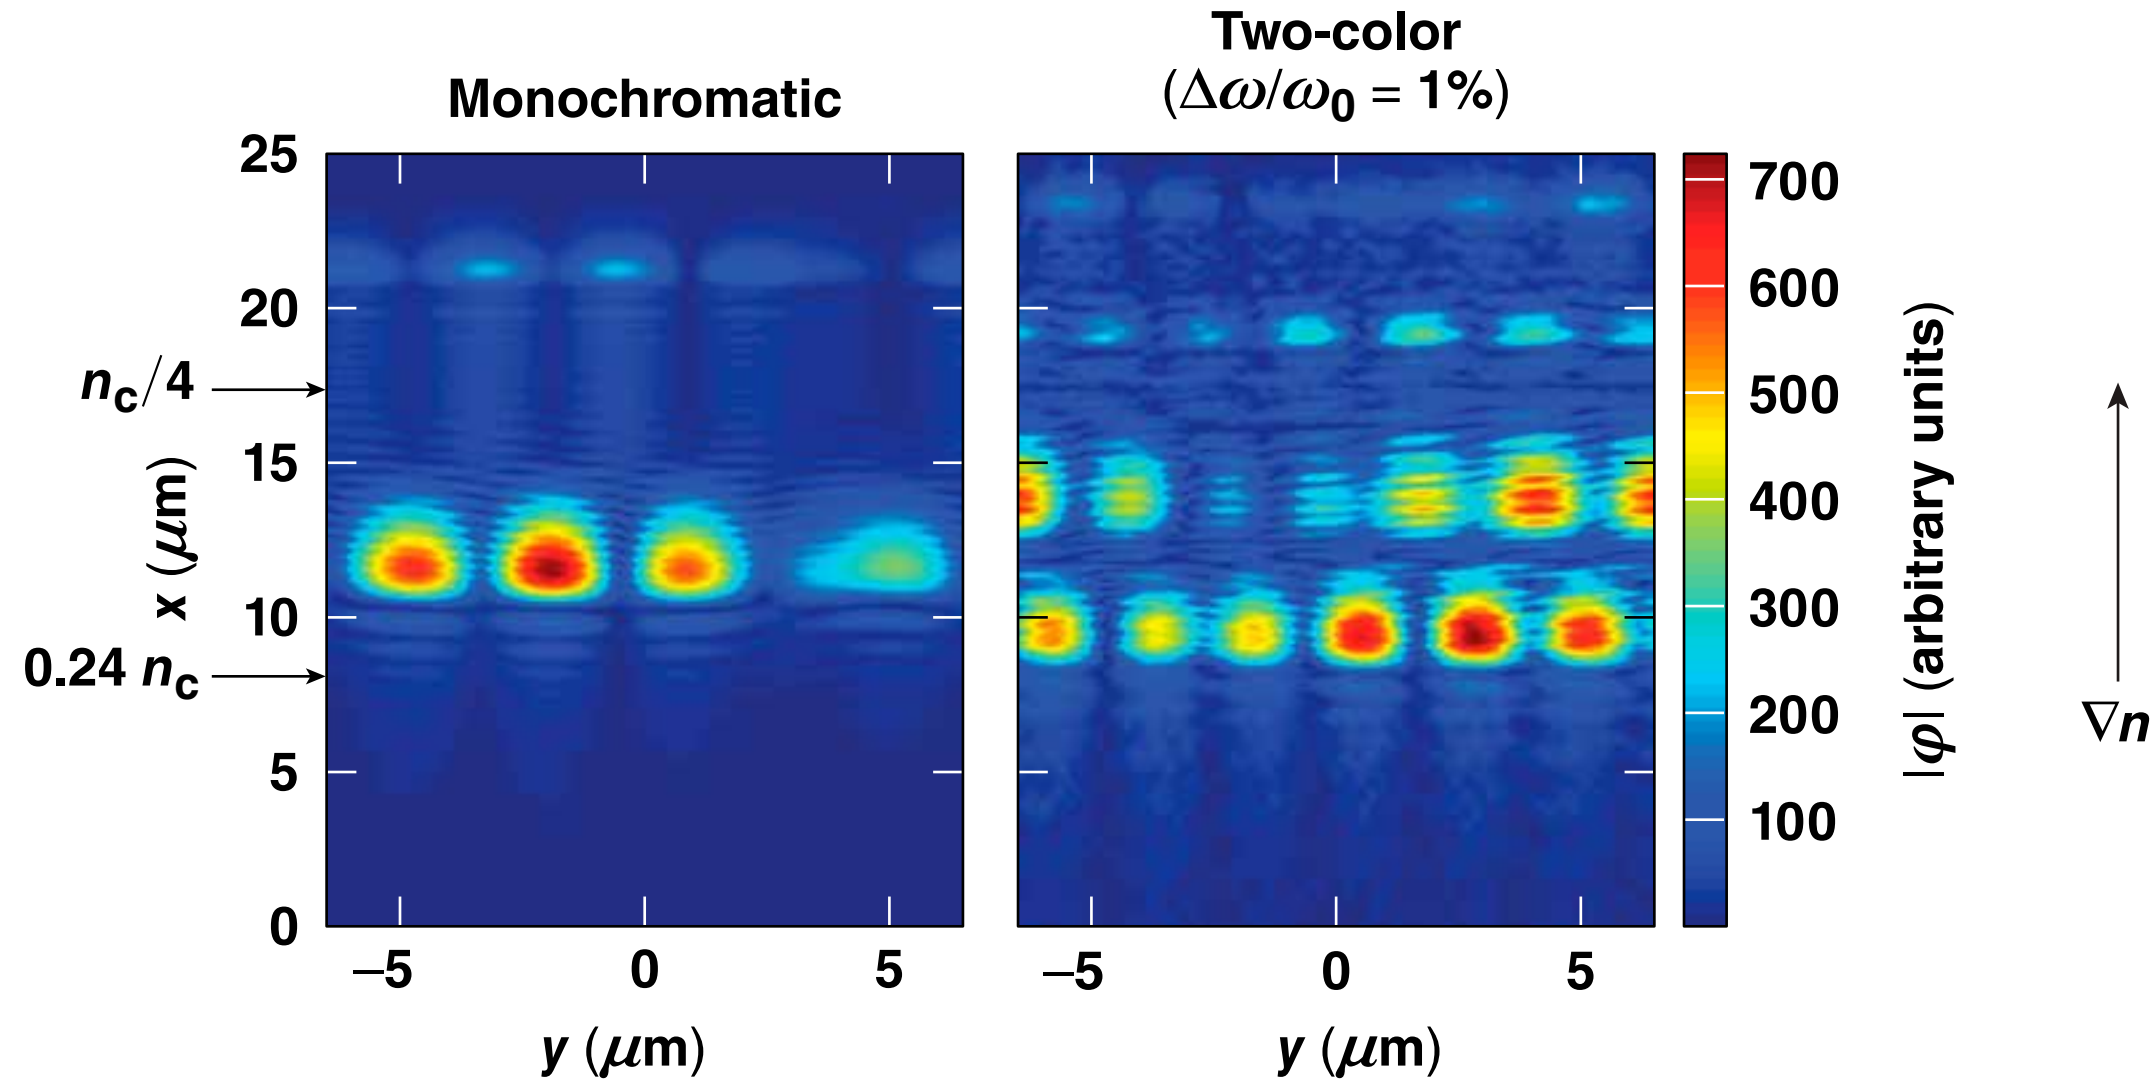 Monochromatic
Two-color
(Δω/ω0 = 1%)
25
20
15
10
5
0
nc/4
0.24 nc
x (μm)
–5
0
5
y (μm)
–5
0
5
y (μm)
700
600
500
400
300
200
100
|φ| (arbitrary units)
∇n